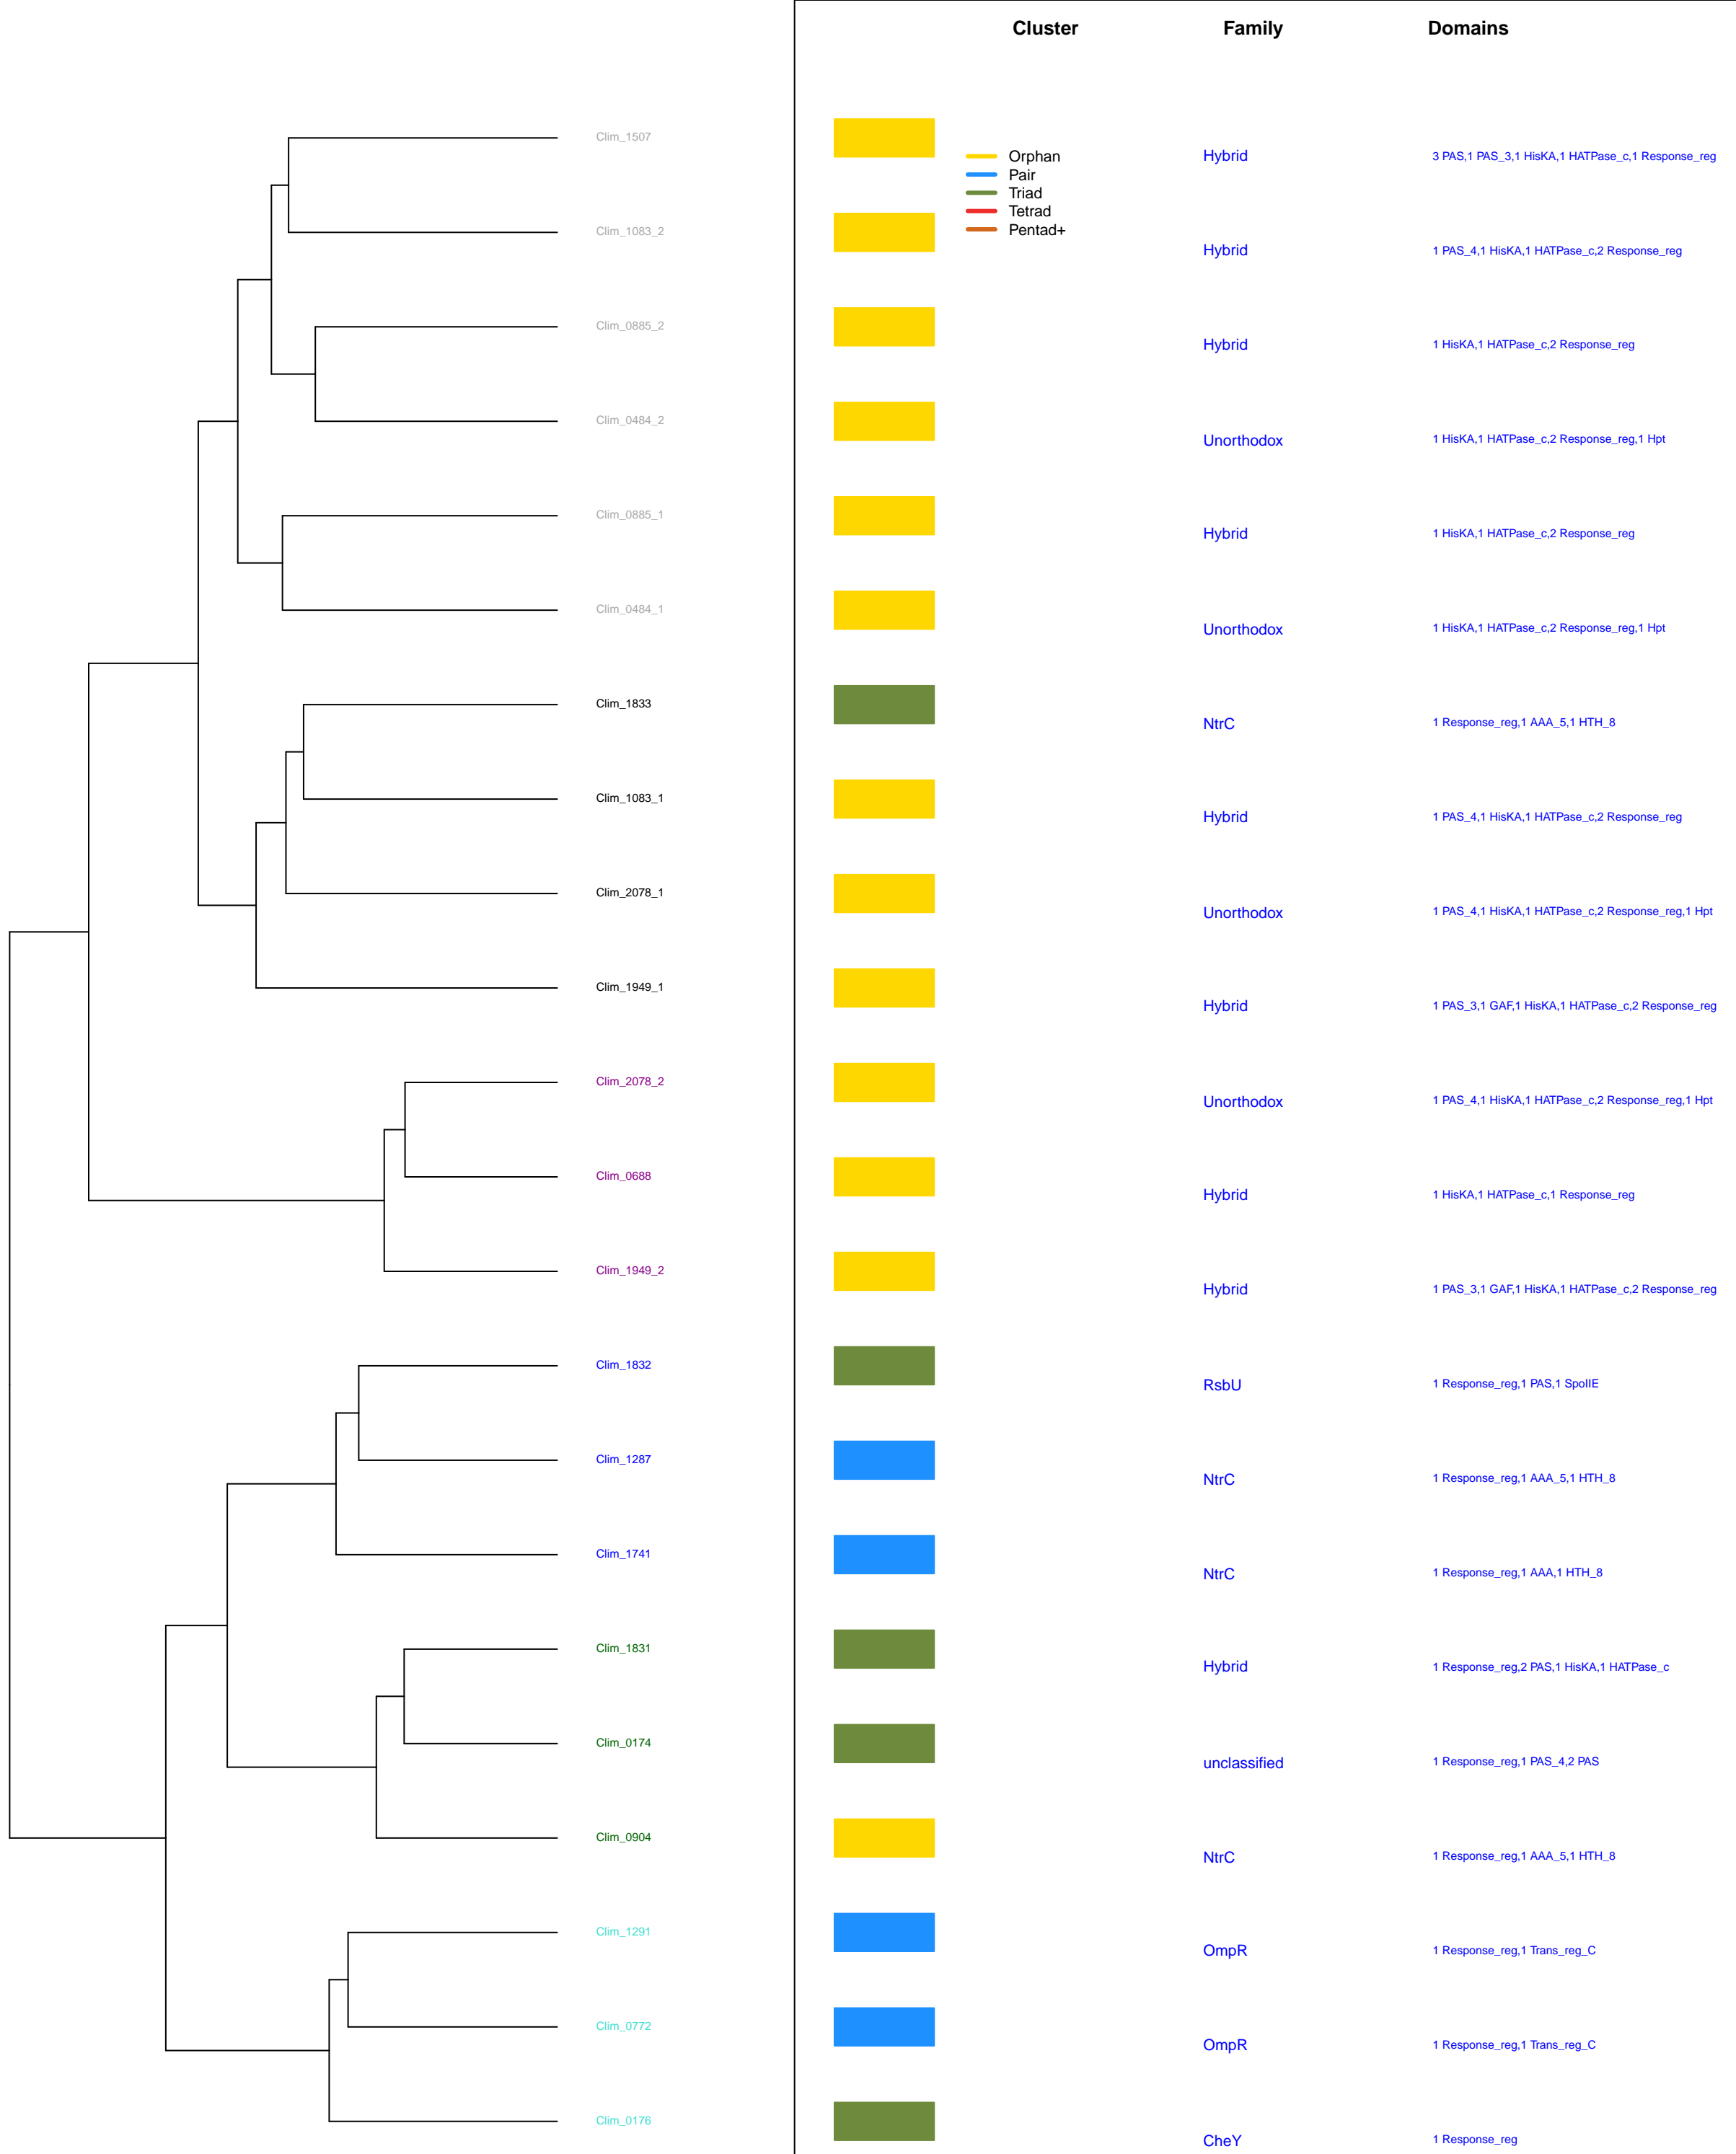 Cluster Family Domains
Clim_1507 Hybrid 3 PAS,1 PAS_3,1 HisKA,1 HATPase_c,1 Response_reg
Orphan
Pair
Triad
Tetrad
Pentad+
Clim_1083_2 Hybrid 1 PAS_4,1 HisKA,1 HATPase_c,2 Response_reg
Clim_0885_2 Hybrid 1 HisKA,1 HATPase_c,2 Response_reg
Clim_0484_2 Unorthodox 1 HisKA,1 HATPase_c,2 Response_reg,1 Hpt
Clim_0885_1 Hybrid 1 HisKA,1 HATPase_c,2 Response_reg
Clim_0484_1 Unorthodox 1 HisKA,1 HATPase_c,2 Response_reg,1 Hpt
Clim_1833 NtrC 1 Response_reg,1 AAA_5,1 HTH_8
Clim_1083_1 Hybrid 1 PAS_4,1 HisKA,1 HATPase_c,2 Response_reg
Clim_2078_1 Unorthodox 1 PAS_4,1 HisKA,1 HATPase_c,2 Response_reg,1 Hpt
Clim_1949_1 Hybrid 1 PAS_3,1 GAF,1 HisKA,1 HATPase_c,2 Response_reg
Clim_2078_2 Unorthodox 1 PAS_4,1 HisKA,1 HATPase_c,2 Response_reg,1 Hpt
Clim_0688 Hybrid 1 HisKA,1 HATPase_c,1 Response_reg
Clim_1949_2 Hybrid 1 PAS_3,1 GAF,1 HisKA,1 HATPase_c,2 Response_reg
Clim_1832 RsbU 1 Response_reg,1 PAS,1 SpoIIE
Clim_1287 NtrC 1 Response_reg,1 AAA_5,1 HTH_8
Clim_1741 NtrC 1 Response_reg,1 AAA,1 HTH_8
Clim_1831 Hybrid 1 Response_reg,2 PAS,1 HisKA,1 HATPase_c
Clim_0174 unclassified 1 Response_reg,1 PAS_4,2 PAS
Clim_0904 NtrC 1 Response_reg,1 AAA_5,1 HTH_8
Clim_1291 OmpR 1 Response_reg,1 Trans_reg_C
Clim_0772 OmpR 1 Response_reg,1 Trans_reg_C
Clim_0176 CheY 1 Response_reg